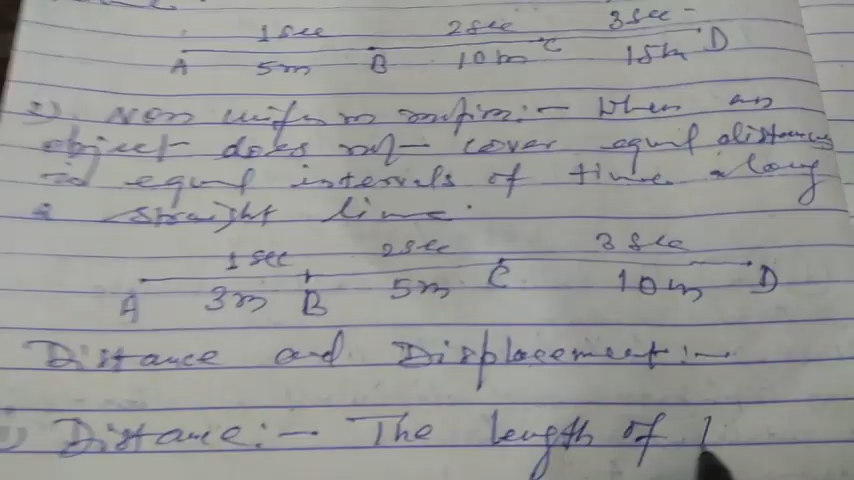 1 sec 2 sec 3 sec
A 5m B 10m C 15m D
2) Non uniform motion:- When an
object does not cover equal distances
in equal intervals of time along
a straight line.
1 sec 2 sec 3 sec
A 3m B 5m C 10m D
Distance and Displacement:-
i) Distance:- The length of